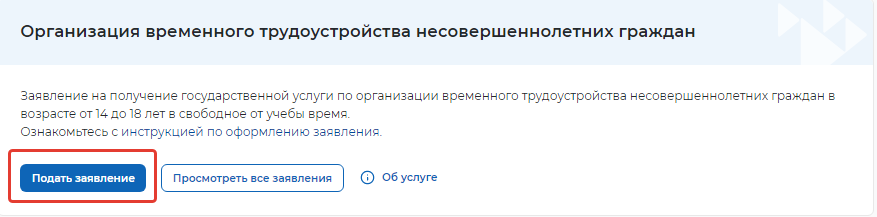 Организация временного трудоустройства несовершеннолетних граждан
Заявление на получение государственной услуги по организации временного трудоустройства несовершеннолетних граждан в
возрасте от 14 до 18 лет в свободное от учебы время.
Ознакомьтесь с инструкцией по оформлению заявления.
Подать заявление Просмотреть все заявления Об услуге